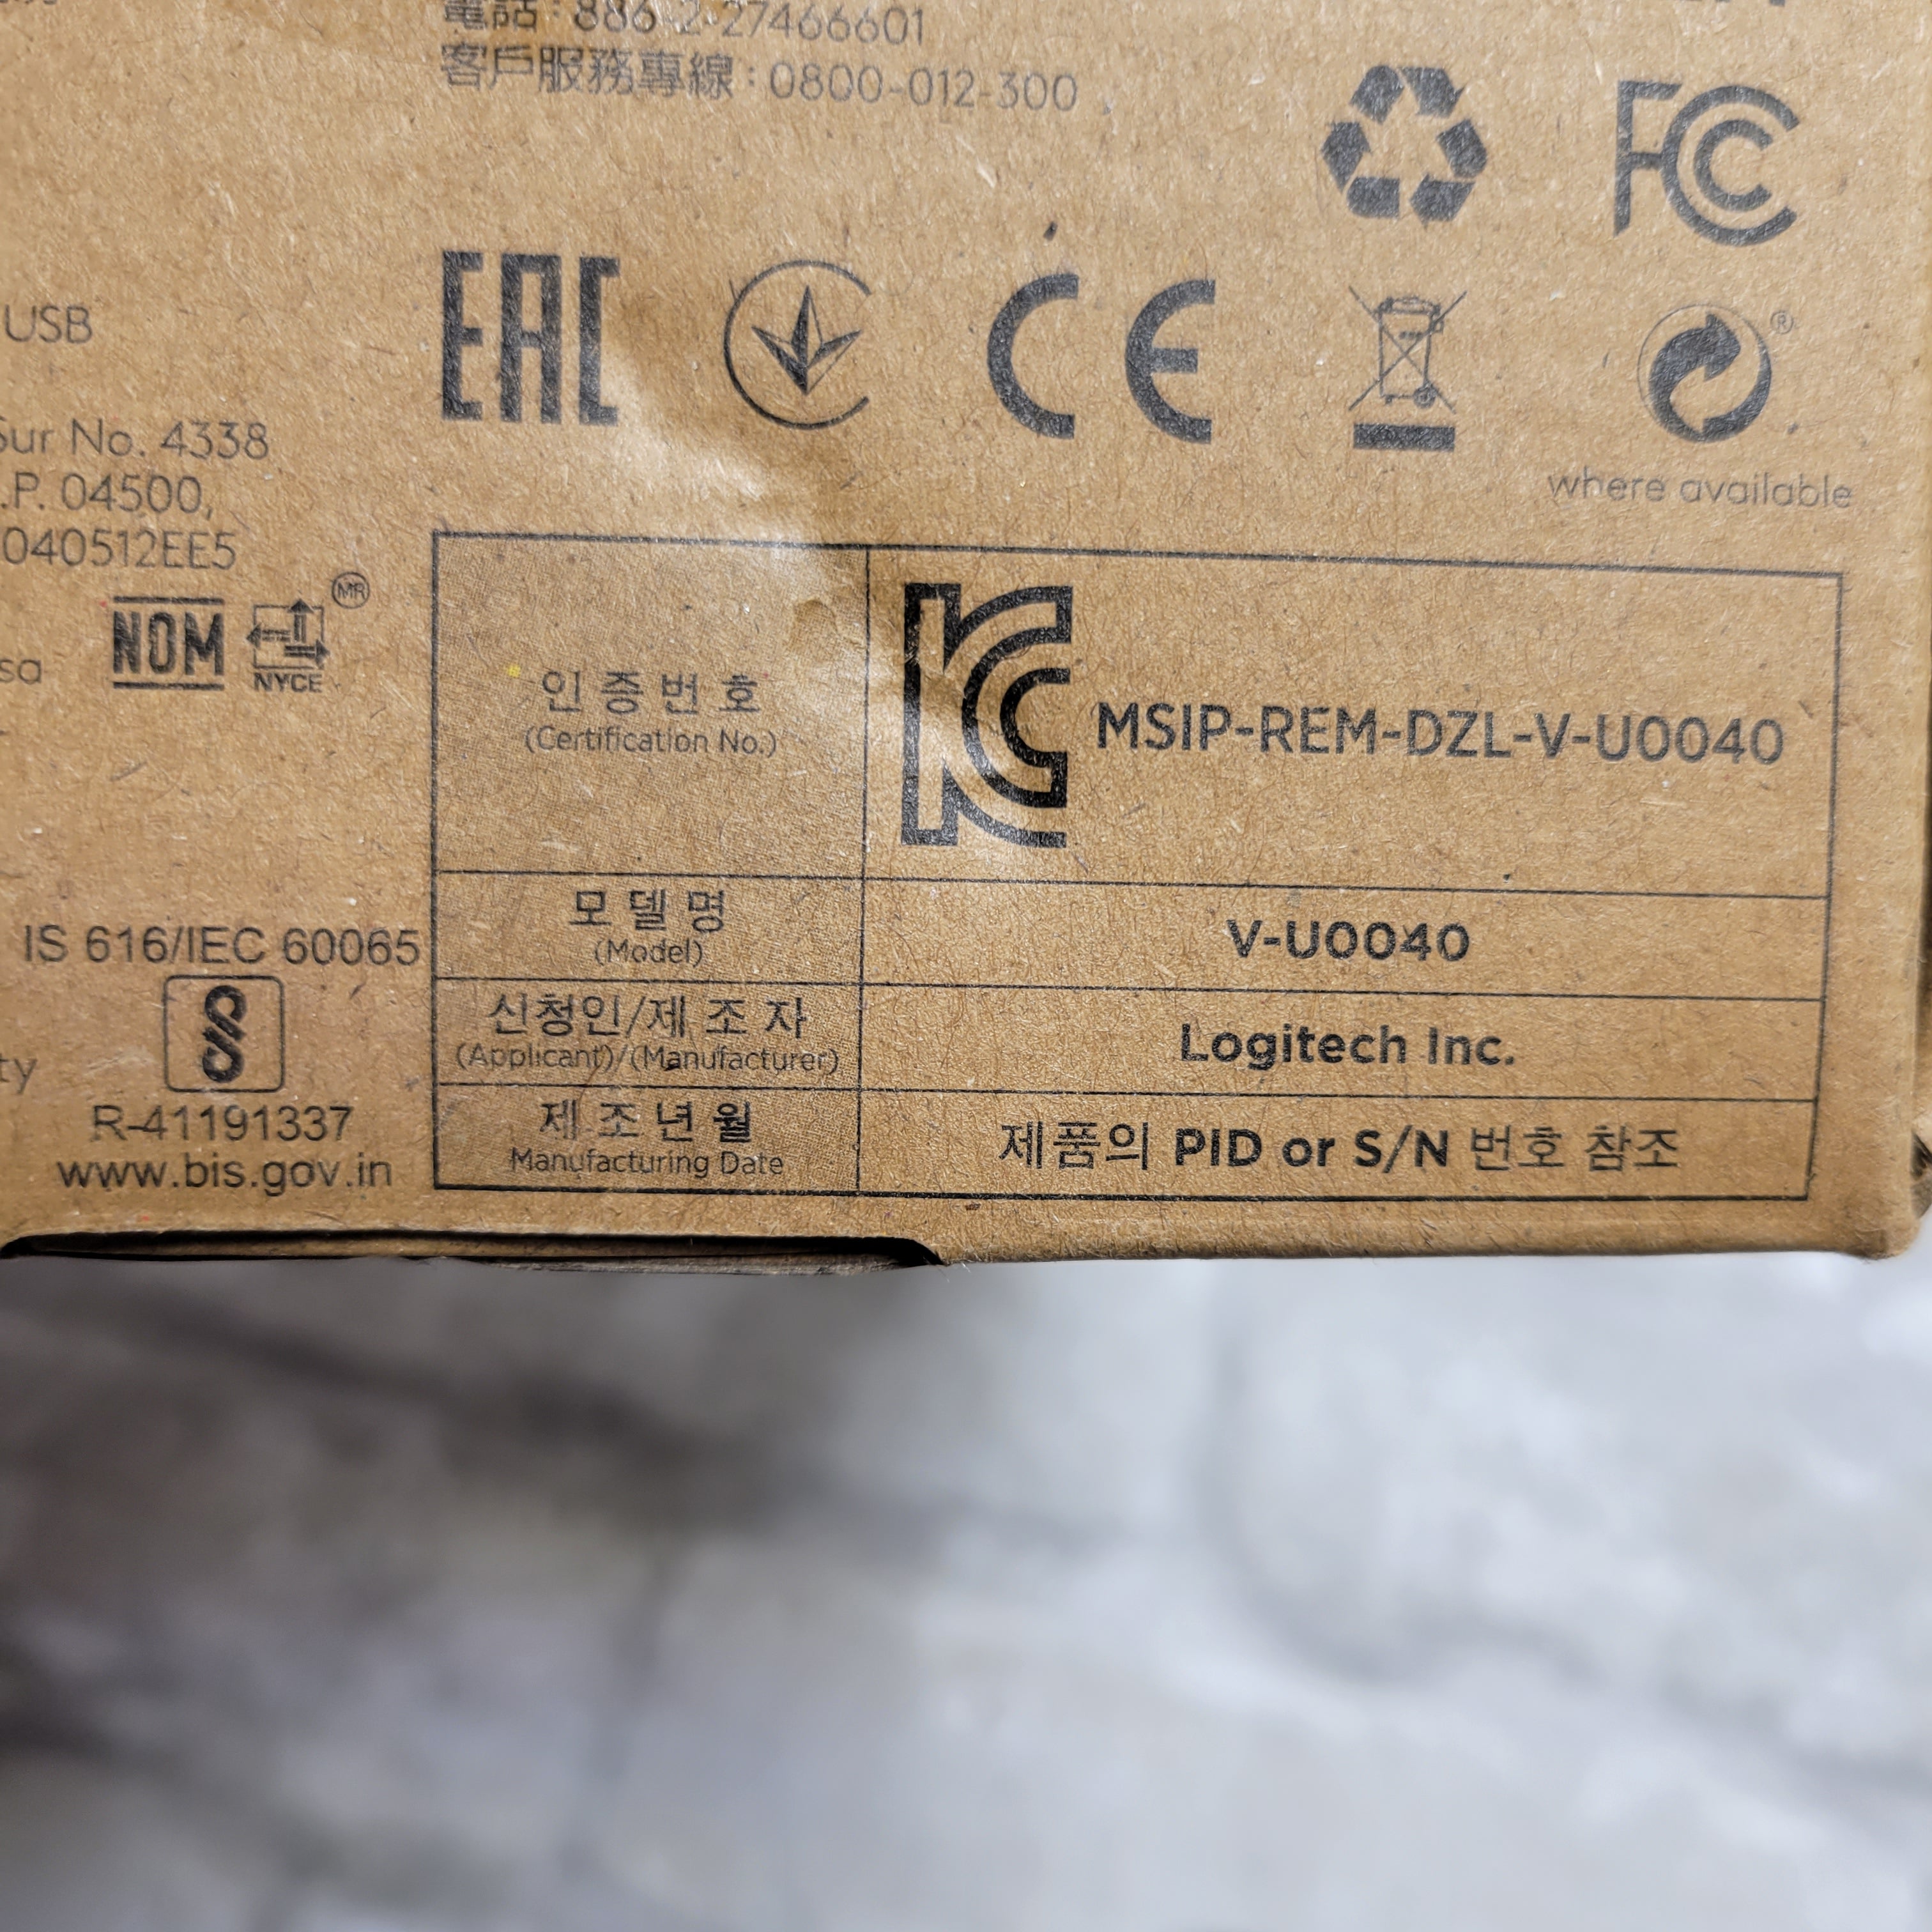 電話：886-2-27466601
客戶服務專線：0800-012-300
FC
EAC
CE
®
where available
USB
Sur No. 4338
.P. 04500,
040512EE5
NOM
NYCE
MR
sa
인증번호
(Certification No.)
KC
MSIP-REM-DZL-V-U0040
모델명
(Model)
V-U0040
신청인/제조자
(Applicant)/(Manufacturer)
Logitech Inc.
제조년월
Manufacturing Date
제품의 PID or S/N 번호 참조
IS 616/IEC 60065
ty
R-41191337
www.bis.gov.in